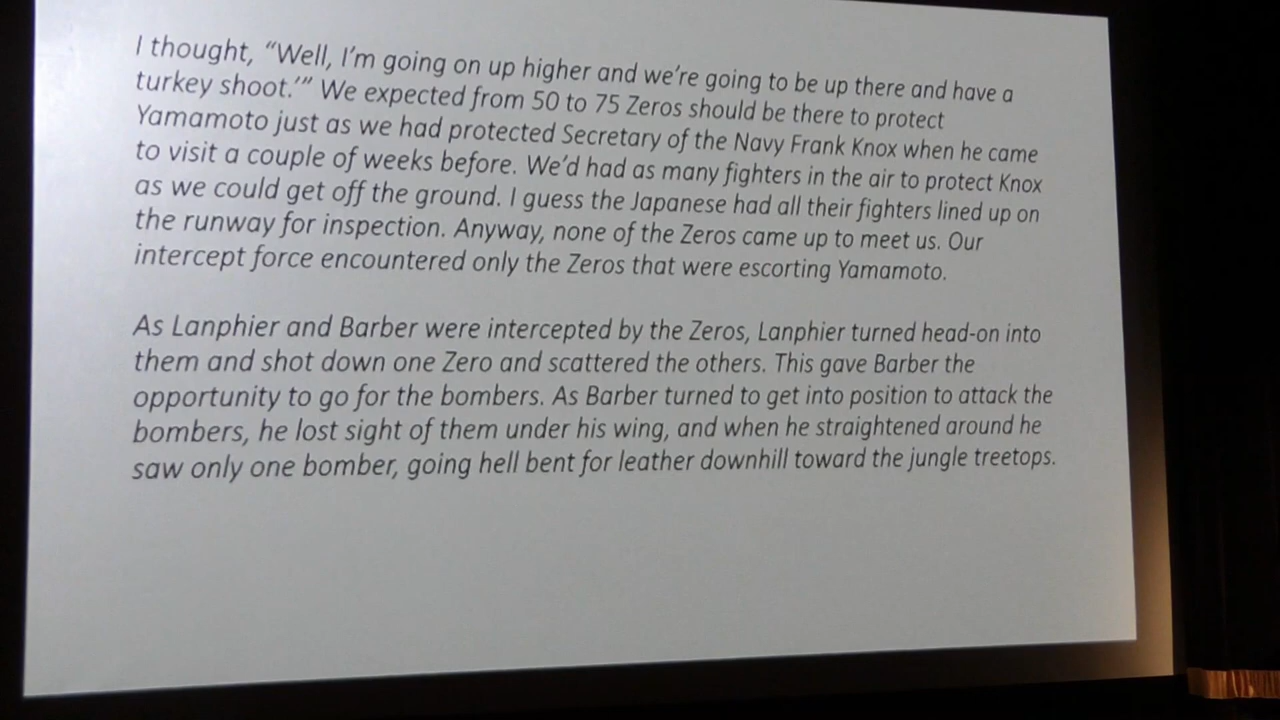 I thought, “Well, I’m going on up higher and we’re going to be up there and have a
turkey shoot.’” We expected from 50 to 75 Zeros should be there to protect
Yamamoto just as we had protected Secretary of the Navy Frank Knox when he came
to visit a couple of weeks before. We’d had as many fighters in the air to protect Knox
as we could get off the ground. I guess the Japanese had all their fighters lined up on
the runway for inspection. Anyway, none of the Zeros came up to meet us. Our
intercept force encountered only the Zeros that were escorting Yamamoto.
As Lanphier and Barber were intercepted by the Zeros, Lanphier turned head-on into
them and shot down one Zero and scattered the others. This gave Barber the
opportunity to go for the bombers. As Barber turned to get into position to attack the
bombers, he lost sight of them under his wing, and when he straightened around he
saw only one bomber, going hell bent for leather downhill toward the jungle treetops.